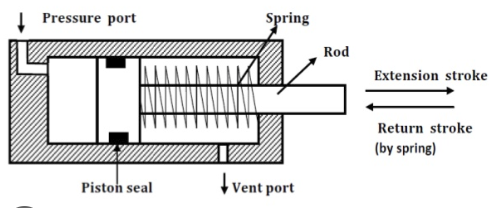 Pressure port
Spring
Rod
Extension stroke
Return stroke
(by spring)
Piston seal
Vent port